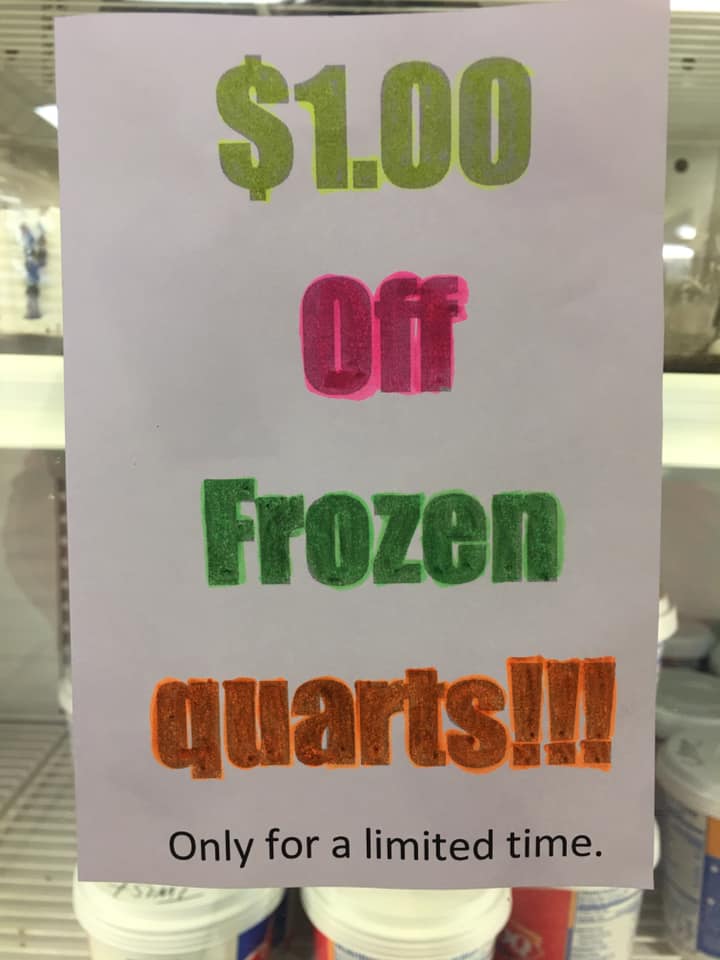 $1.00
Off
Frozen
quarts!!!
Only for a limited time.